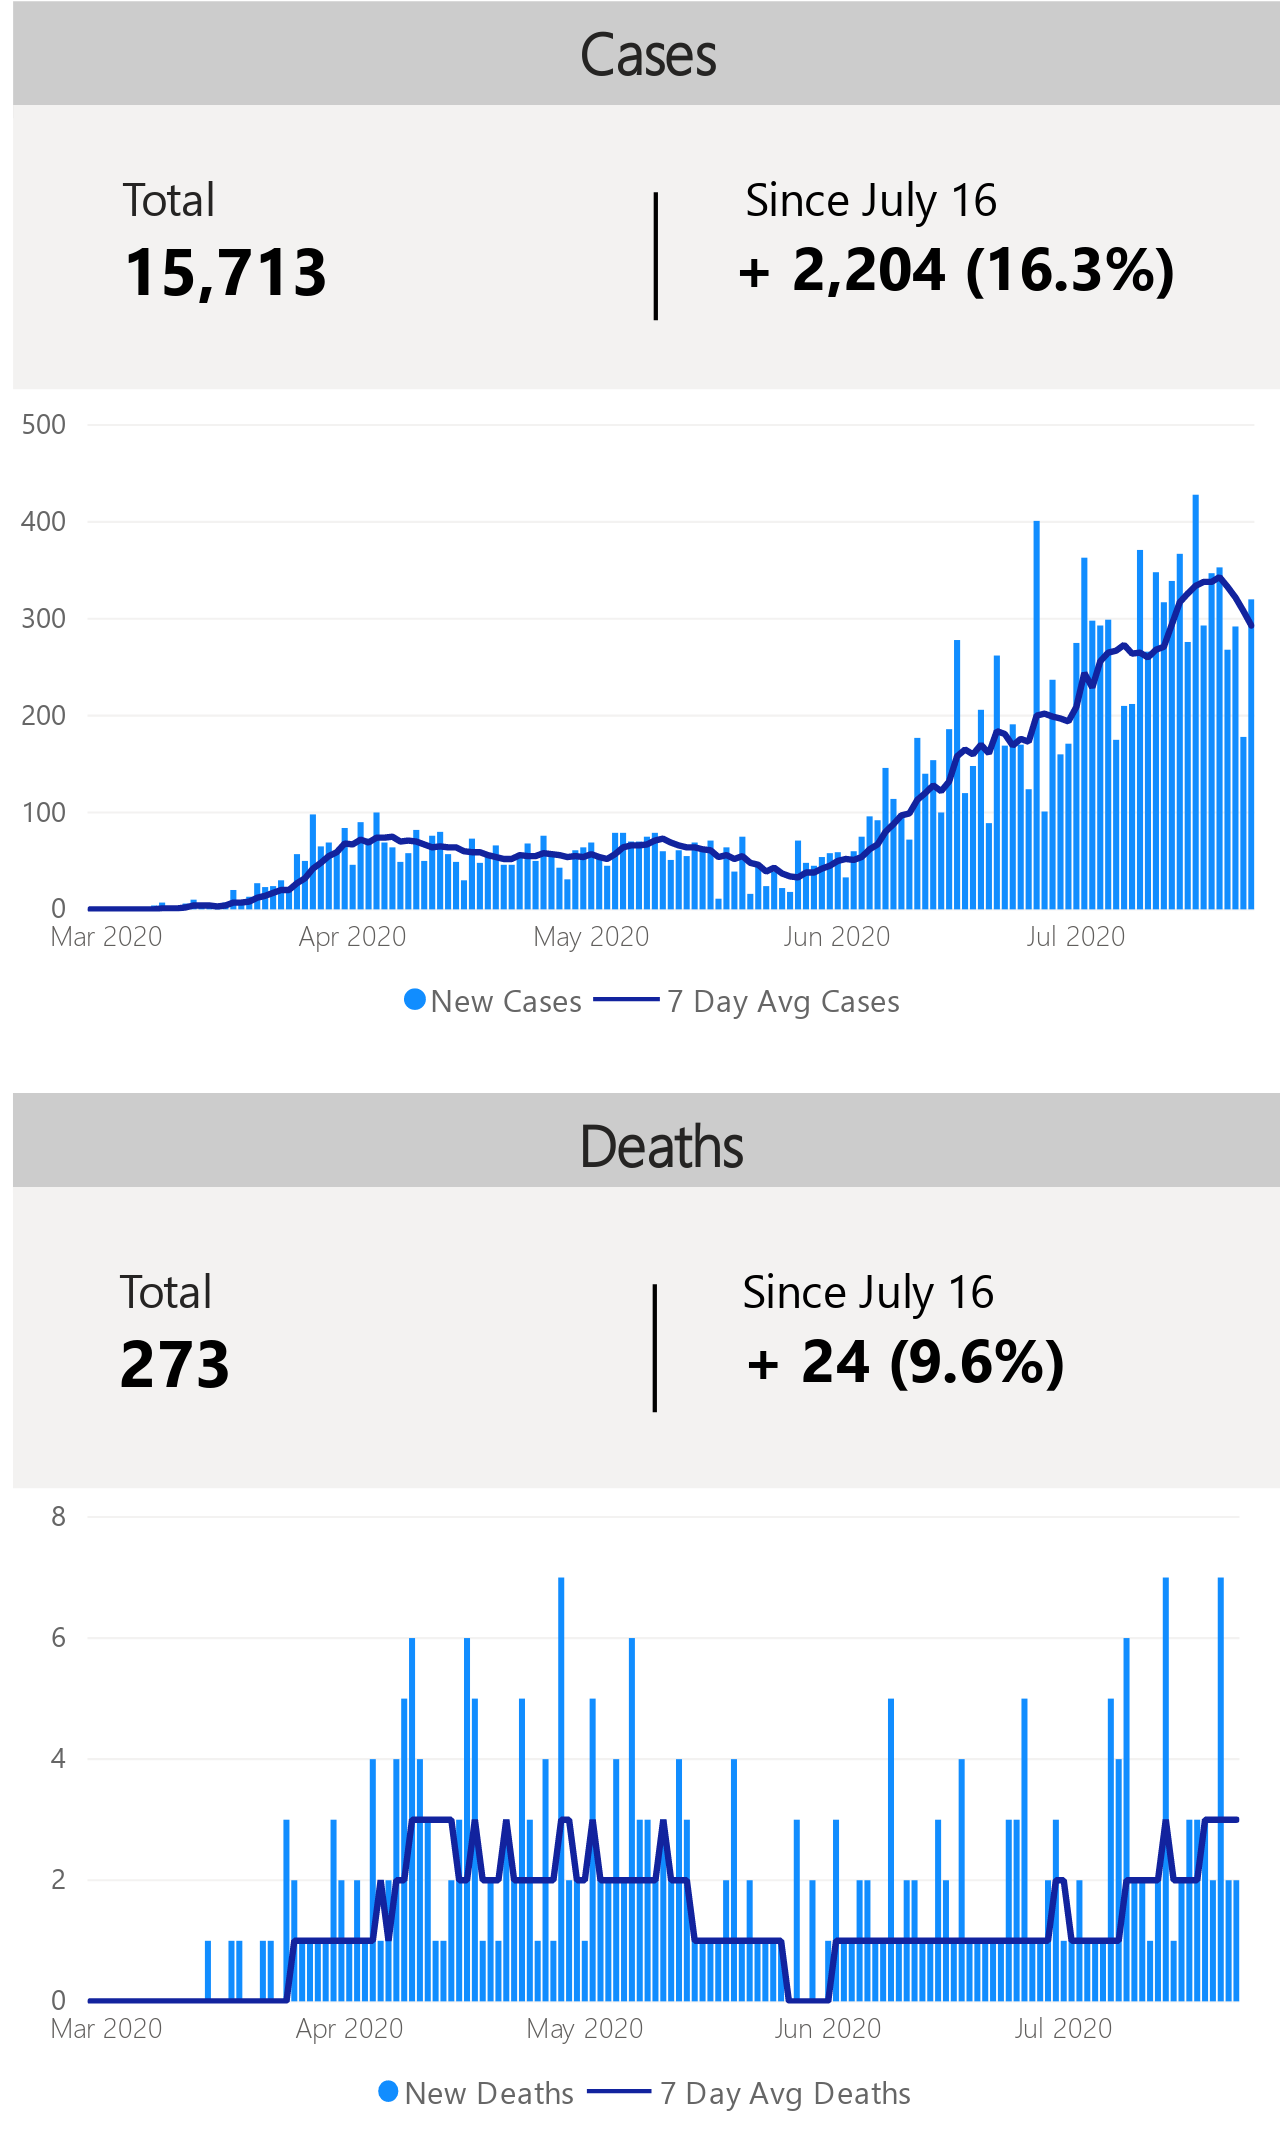 Cases
Total
Since July 16
15,713
+ 2,204 (16.3%)
500
400
300
200
100
0
Mar 2020 Apr 2020 May 2020 Jun 2020 Jul 2020
New Cases 7 Day Avg Cases
Deaths
Total
Since July 16
273
+ 24 (9.6%)
8
6
4
2
0
Mar 2020 Apr 2020 May 2020 Jun 2020 Jul 2020
New Deaths 7 Day Avg Deaths